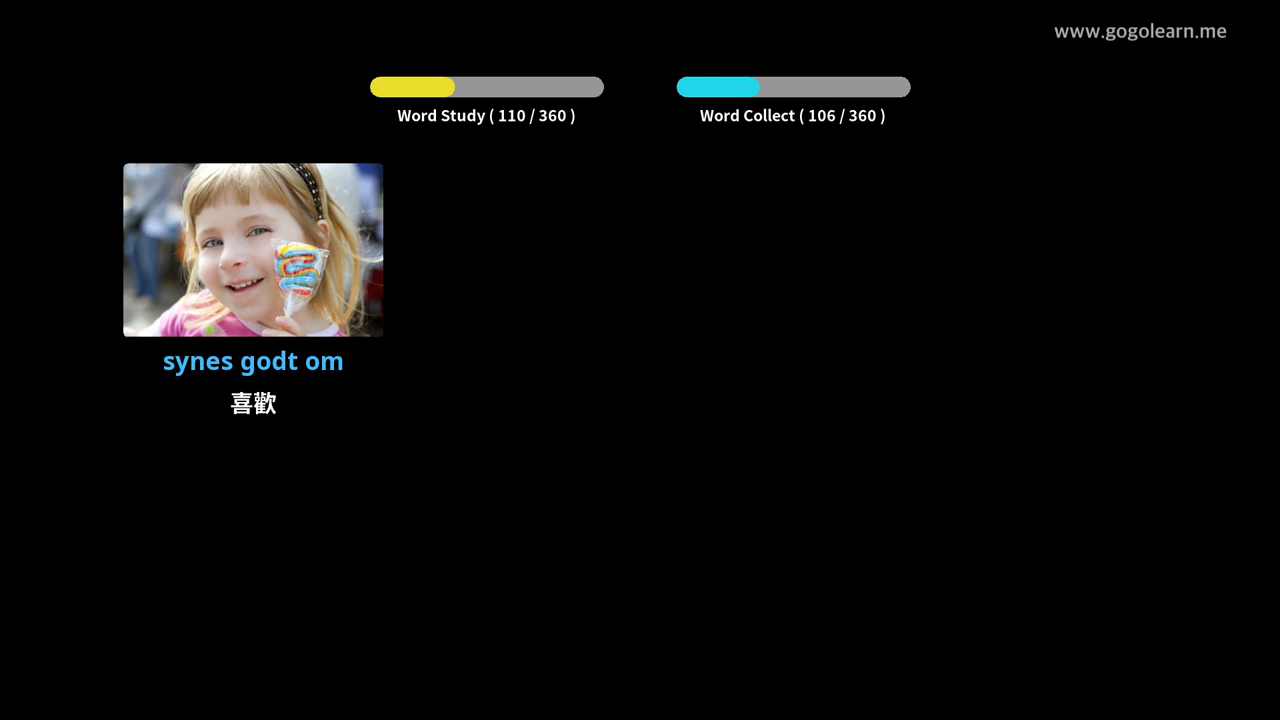 www.gogolearn.me
Word Study ( 110 / 360 )
Word Collect ( 106 / 360 )
synes godt om
喜歡